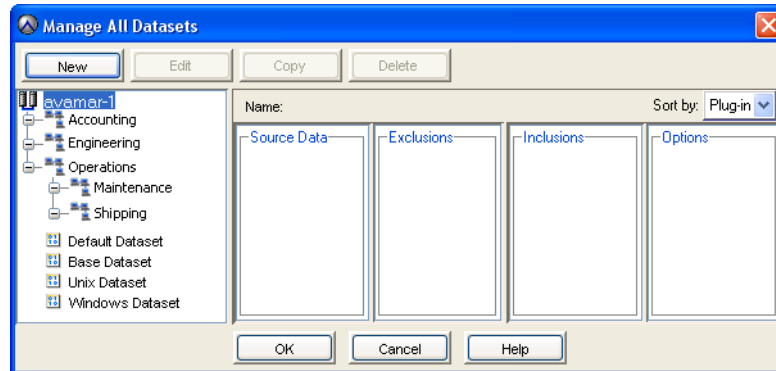 Manage All Datasets
New Edit Copy Delete
avamar-1
Accounting
Engineering
Operations
Maintenance
Shipping
Default Dataset
Base Dataset
Unix Dataset
Windows Dataset
Name: Sort by: Plug-in
Source Data Exclusions Inclusions Options
OK Cancel Help